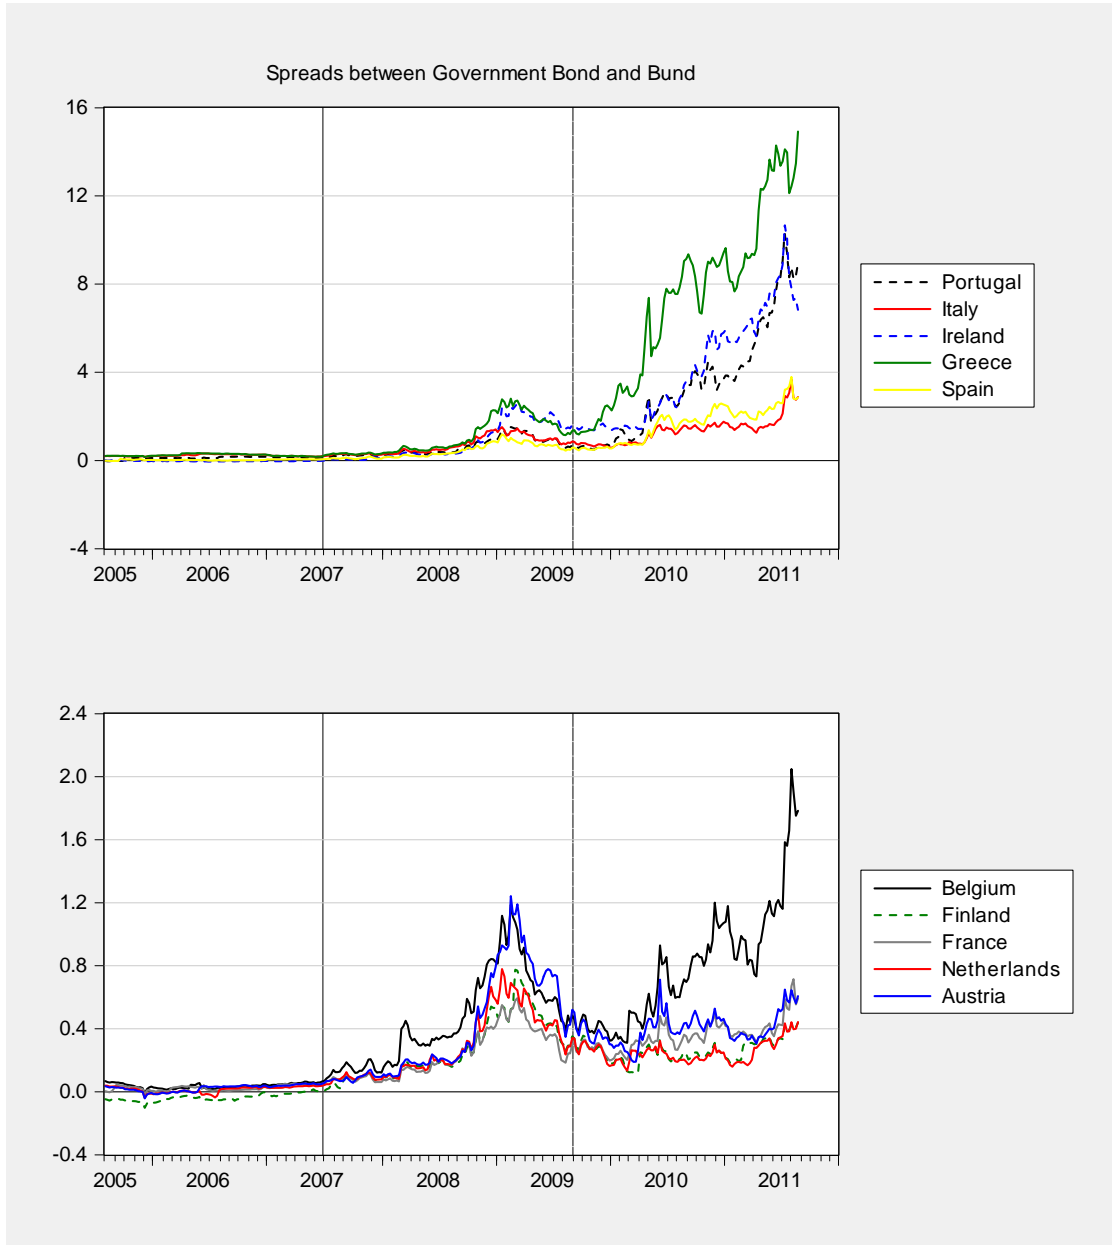 Spreads between Government Bond and Bund
16
12
8
4
0
-4
2005 2006 2007 2008 2009 2010 2011
Portugal
Italy
Ireland
Greece
Spain
2.4
2.0
1.6
1.2
0.8
0.4
0.0
-0.4
2005 2006 2007 2008 2009 2010 2011
Belgium
Finland
France
Netherlands
Austria